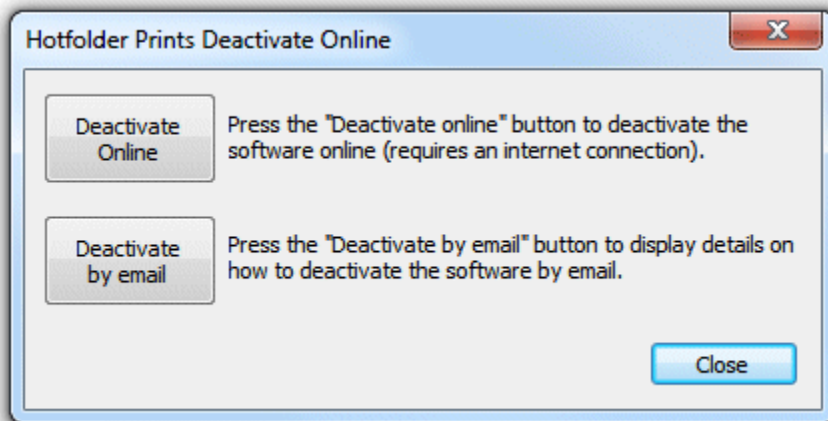 Hotfolder Prints Deactivate Online
Deactivate
Online
Press the "Deactivate online" button to deactivate the
software online (requires an internet connection).
Deactivate
by email
Press the "Deactivate by email" button to display details on
how to deactivate the software by email.
Close